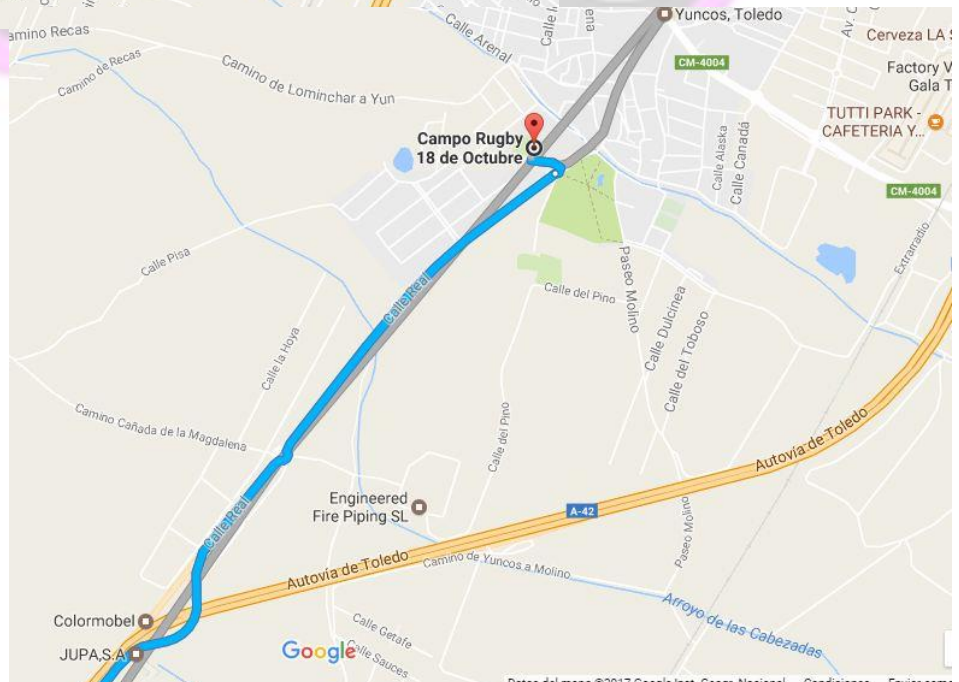 Yuncos, Toledo
Calle Arenal
Camino de Recas
CM-4004
Cerveza LA
Factory V
Gala T
Camino de Lominchar a Yun
TUTTI PARK -
CAFETERIA Y...
Campo Rugby
18 de Octubre
Calle Alaska
Calle Canadá
CM-4004
Extrarradio.
Calle Pisa
Paseo Molino
Calle del Pino
Calle Real
Calle Dulcinea
Calle del Toboso
Calle la Hoya
Camino Cañada de la Magdalena
Calle del Pino
Autovía de Toledo
Engineered
Fire Piping SL
A-42
Calle Real
Paseo Molino
Autovía de Toledo
Camino de Yuncos a Molino
Arroyo de las Cabezadas
Colormobel
Calle Getafe
JUPA,S.A
Google
Calle Sauces